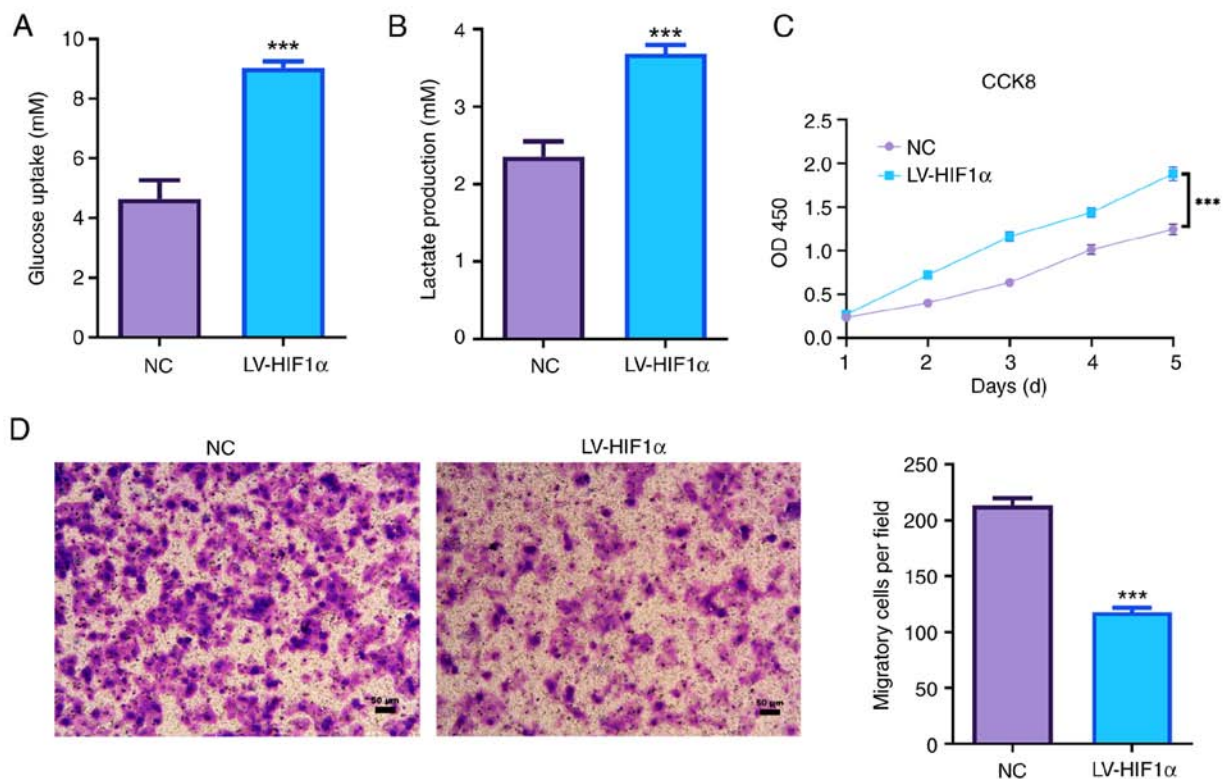 A
Glucose uptake (mM)
10
8
6
4
2
0
***
NC
LV-HIF1α
B
Lactate production (mM)
4
3
2
1
0
***
NC
LV-HIF1α
C
CCK8
OD 450
2.5
2.0
1.5
1.0
0.5
0.0
NC
LV-HIF1α
***
1 2 3 4 5
Days (d)
D
NC
50 µm
LV-HIF1α
50 µm
Migratory cells per field
250
200
150
100
50
0
***
NC
LV-HIF1α